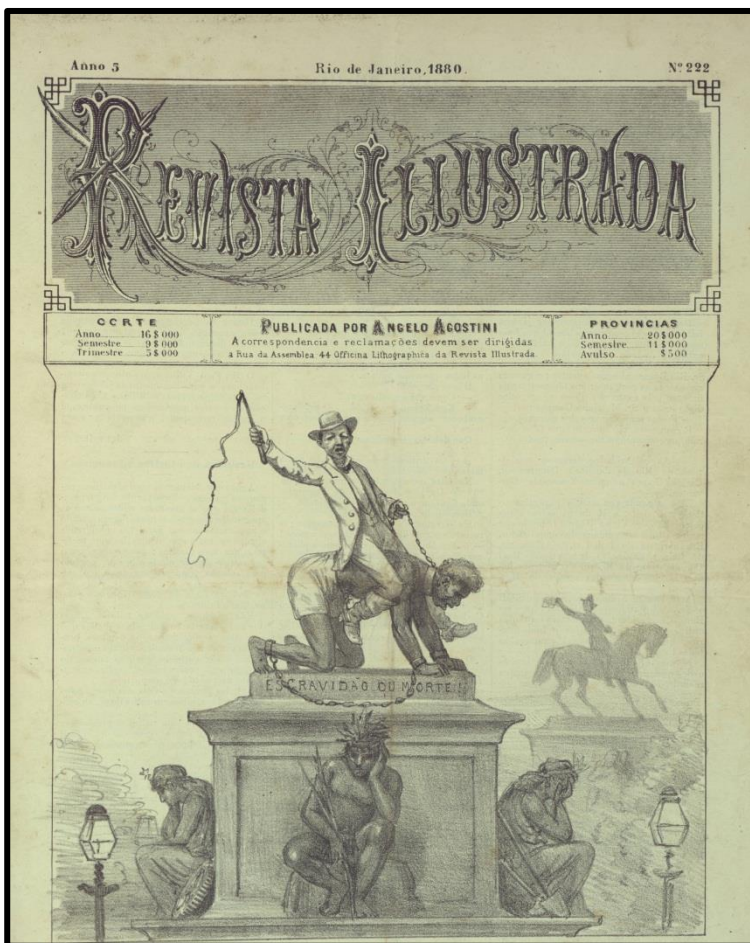 Anno 5 Rio de Janeiro, 1880. Nº 222
REVISTA ILLUSTRADA
CORTE
Anno 16$000
Semestre 9$000
Trimestre 5$000
PUBLICADA POR ANGELO AGOSTINI
A correspondencia e reclamações devem ser dirigidas
a Rua da Assemblea 44 Officina Lithographica da Revista Illustrada
PROVINCIAS
Anno 20$000
Semestre 11$000
Avulso $500
ESCRAVIDÃO OU MORTE!